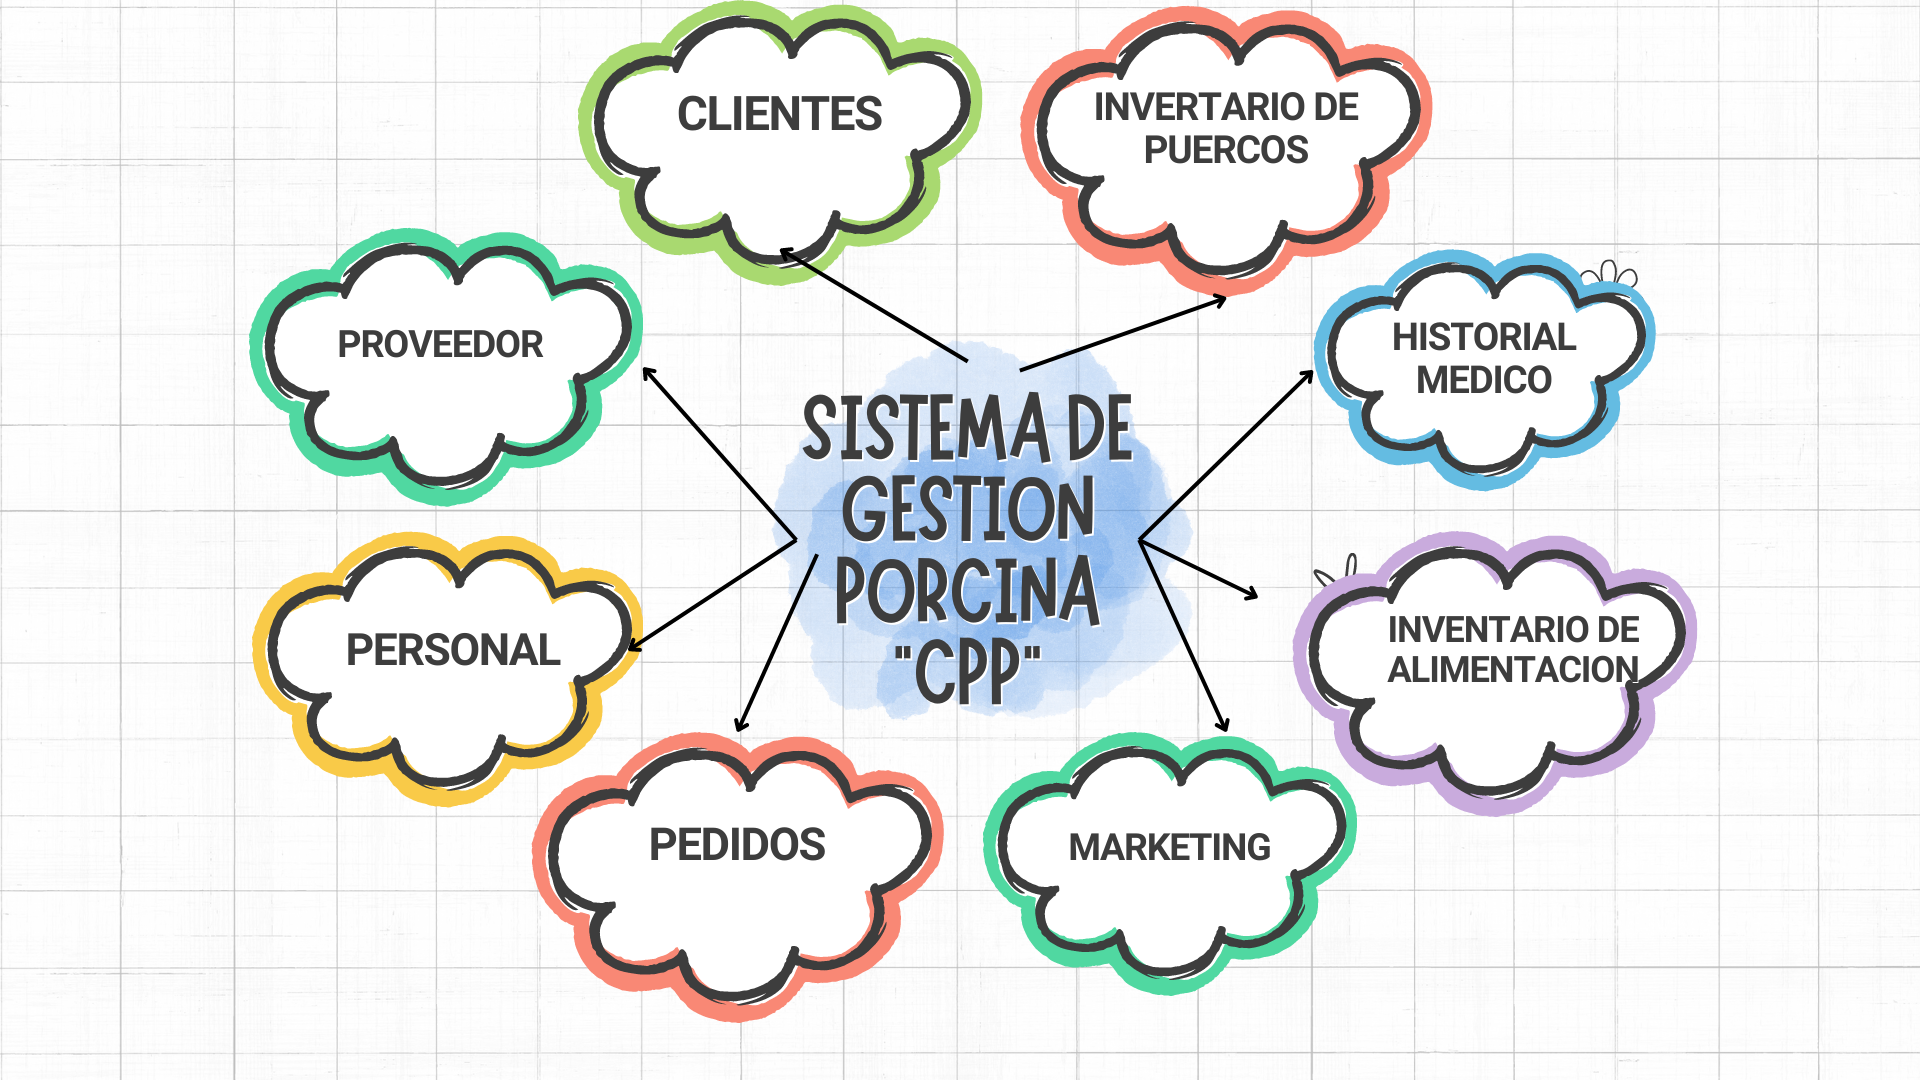 CLIENTES
INVERTARIO DE
PUERCOS
PROVEEDOR
HISTORIAL
MEDICO
SISTEMA DE
GESTION
PORCINA
"CPP"
PERSONAL
INVENTARIO DE
ALIMENTACION
PEDIDOS
MARKETING